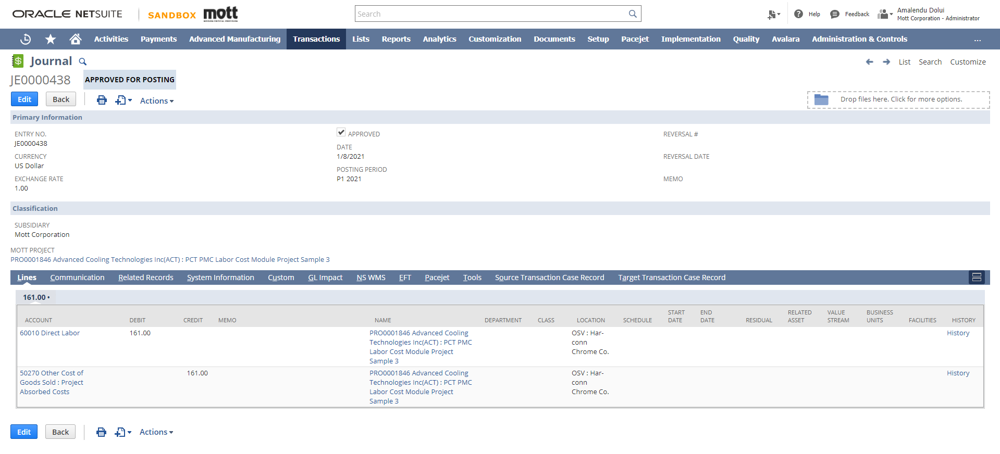 ORACLE NETSUITE
SANDBOX
mott
Search
Help
Feedback
Amalendu Dolui
Mott Corporation - Administrator
Activities Payments Advanced Manufacturing Transactions Lists Reports Analytics Customization Documents Setup Pacejet Implementation Quality Avalara Administration & Controls ...
Journal
List Search Customize
JE0000438 APPROVED FOR POSTING
Edit Back Actions
Drop files here. Click for more options.
Primary Information
ENTRY NO.
JE0000438
CURRENCY
US Dollar
EXCHANGE RATE
1.00
APPROVED
DATE
1/8/2021
POSTING PERIOD
P1 2021
REVERSAL #
REVERSAL DATE
MEMO
Classification
SUBSIDIARY
Mott Corporation
MOTT PROJECT
PRO0001846 Advanced Cooling Technologies Inc(ACT) : PCT PMC Labor Cost Module Project Sample 3
Lines Communication Related Records System Information Custom GL Impact NS WMS EFT Pacejet Tools Source Transaction Case Record Target Transaction Case Record
161.00 •
ACCOUNT DEBIT CREDIT MEMO NAME DEPARTMENT CLASS LOCATION SCHEDULE START DATE END DATE RESIDUAL RELATED ASSET VALUE STREAM BUSINESS UNITS FACILITIES HISTORY
60010 Direct Labor 161.00 PRO0001846 Advanced Cooling OSV : Har- History
Technologies Inc(ACT) : PCT PMC conn
Labor Cost Module Project Chrome Co.
Sample 3
50270 Other Cost of 161.00 PRO0001846 Advanced Cooling OSV : Har- History
Goods Sold : Project Technologies Inc(ACT) : PCT PMC conn
Absorbed Costs Labor Cost Module Project Chrome Co.
Sample 3
Edit Back Actions